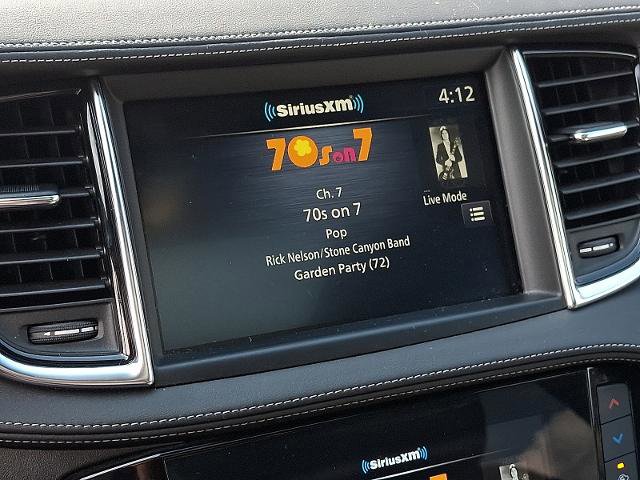 SiriusXM
4:12
70s on 7
Ch. 7
70s on 7
Pop
Rick Nelson/Stone Canyon Band
Garden Party (72)
Live Mode
SiriusXM